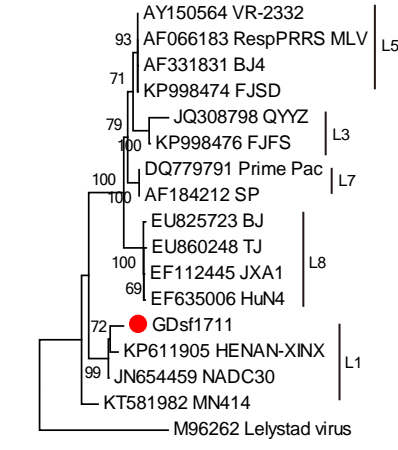 AY150564 VR-2332
93
AF066183 RespPRRS MLV
L5
AF331831 BJ4
71
KP998474 FJSD
JQ308798 QYYZ
79
L3
100
KP998476 FJFS
DQ779791 Prime Pac
L7
100
100
AF184212 SP
EU825723 BJ
EU860248 TJ
L8
100
EF112445 JXA1
69
EF635006 HuN4
72
GDsf1711
KP611905 HENAN-XINX
L1
99
JN654459 NADC30
KT581982 MN414
M96262 Lelystad virus